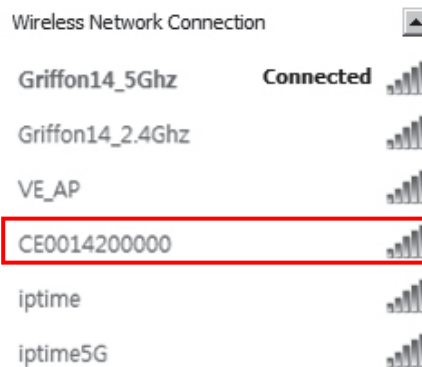 Wireless Network Connection
Griffon14_5Ghz Connected
Griffon14_2.4Ghz
VE_AP
CE0014200000
iptime
iptime5G